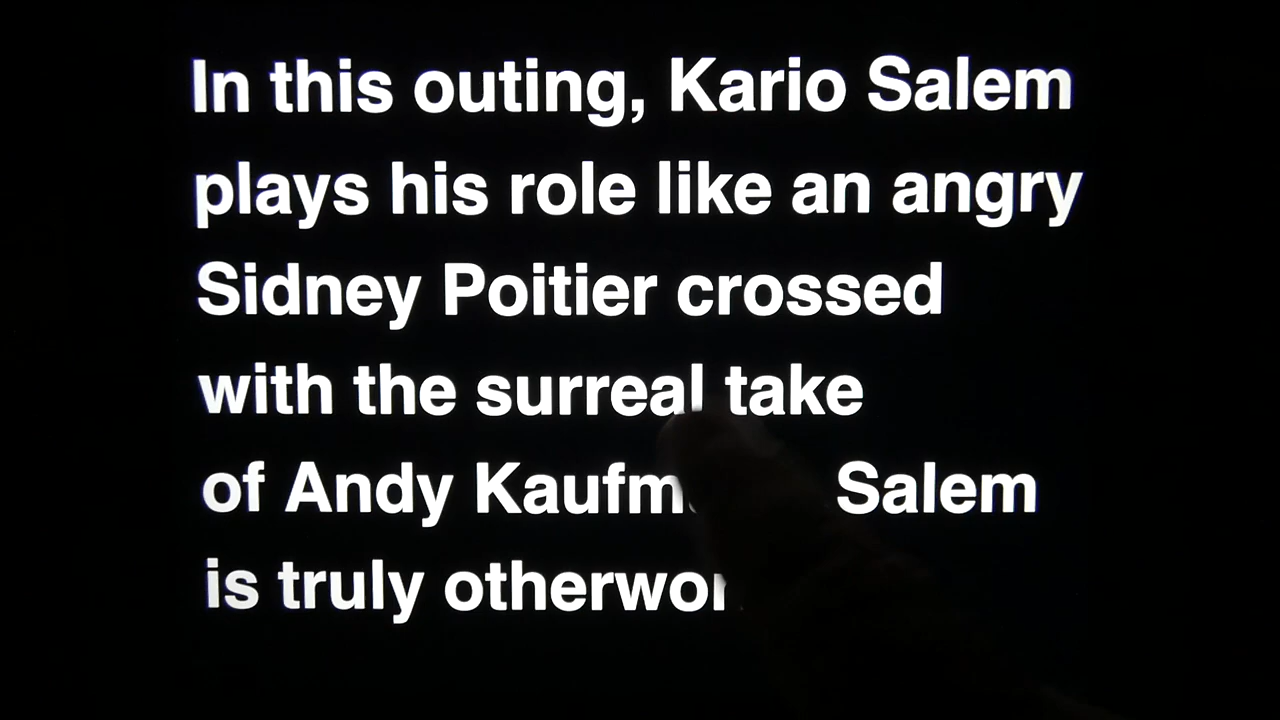 In this outing, Kario Salem
plays his role like an angry
Sidney Poitier crossed
with the surreal take
of Andy Salem
is truly